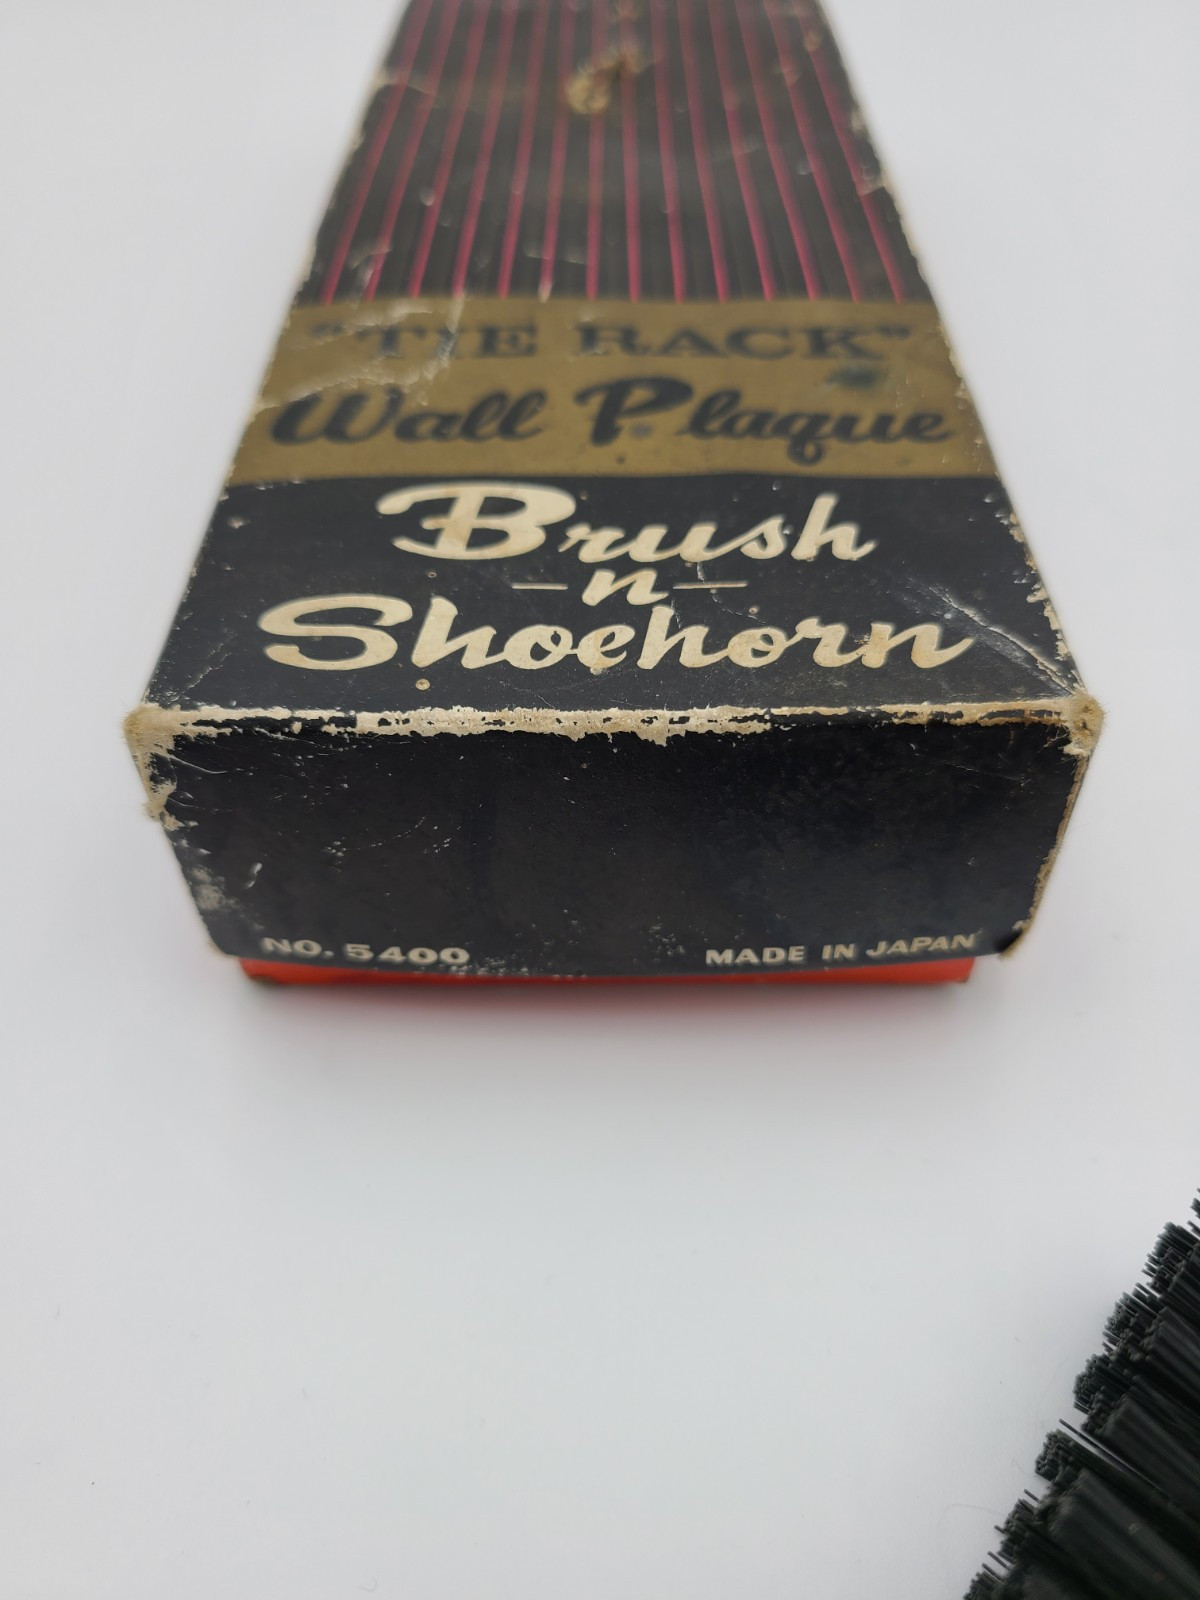 "TIE RACK"
Wall Plaque
Brush
-n-
Shoehorn
NO. 5400
MADE IN JAPAN